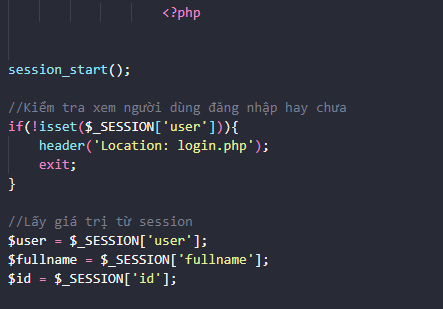 <?php
session_start();
//Kiểm tra xem người dùng đăng nhập hay chưa
if(!isset($_SESSION['user'])){
header('Location: login.php');
exit;
}
//Lấy giá trị từ session
$user = $_SESSION['user'];
$fullname = $_SESSION['fullname'];
$id = $_SESSION['id'];